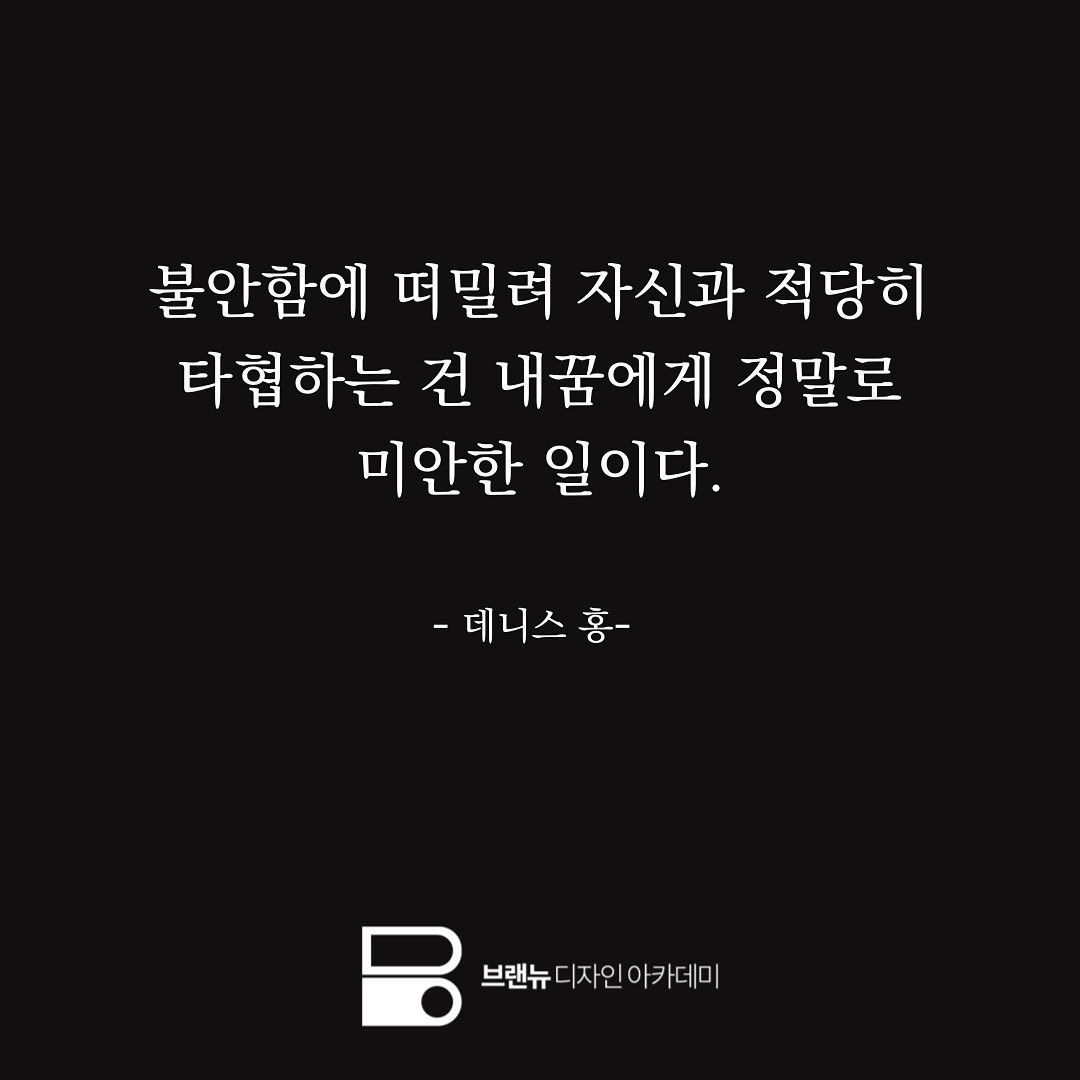 불안함에 떠밀려 자신과 적당히
타협하는 건 내꿈에게 정말로
미안한 일이다.
- 데니스 홍-
브랜뉴 디자인 아카데미